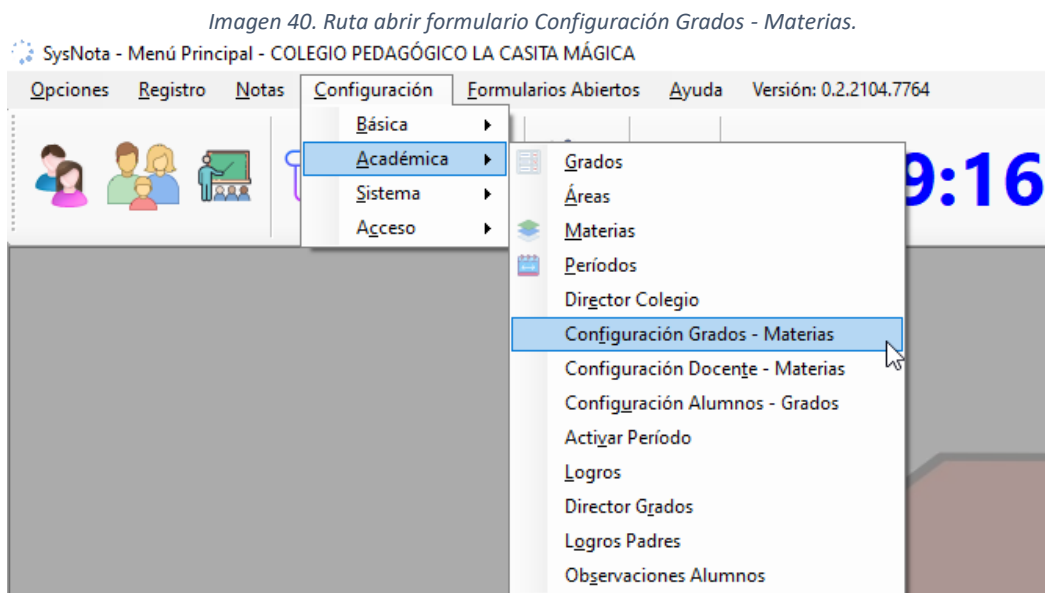 Imagen 40. Ruta abrir formulario Configuración Grados - Materias.
SysNota - Menú Principal - COLEGIO PEDAGÓGICO LA CASITA MÁGICA
Opciones Registro Notas Configuración Formularios Abiertos Ayuda Versión: 0.2.2104.7764
Básica
Académica
Sistema
Acceso
9:16
Grados
Áreas
Materias
Períodos
Director Colegio
Configuración Grados - Materias
Configuración Docente - Materias
Configuración Alumnos - Grados
Activar Período
Logros
Director Grados
Logros Padres
Observaciones Alumnos